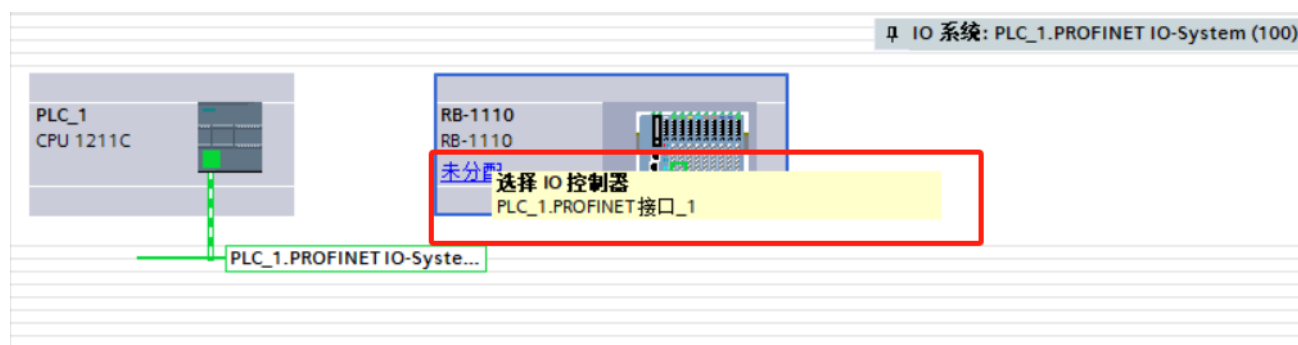 IO 系统: PLC_1.PROFINET IO-System (100)
PLC_1
CPU 1211C
RB-1110
RB-1110
未分配
选择 IO 控制器
PLC_1.PROFINET接口_1
PLC_1.PROFINET IO-Syste...